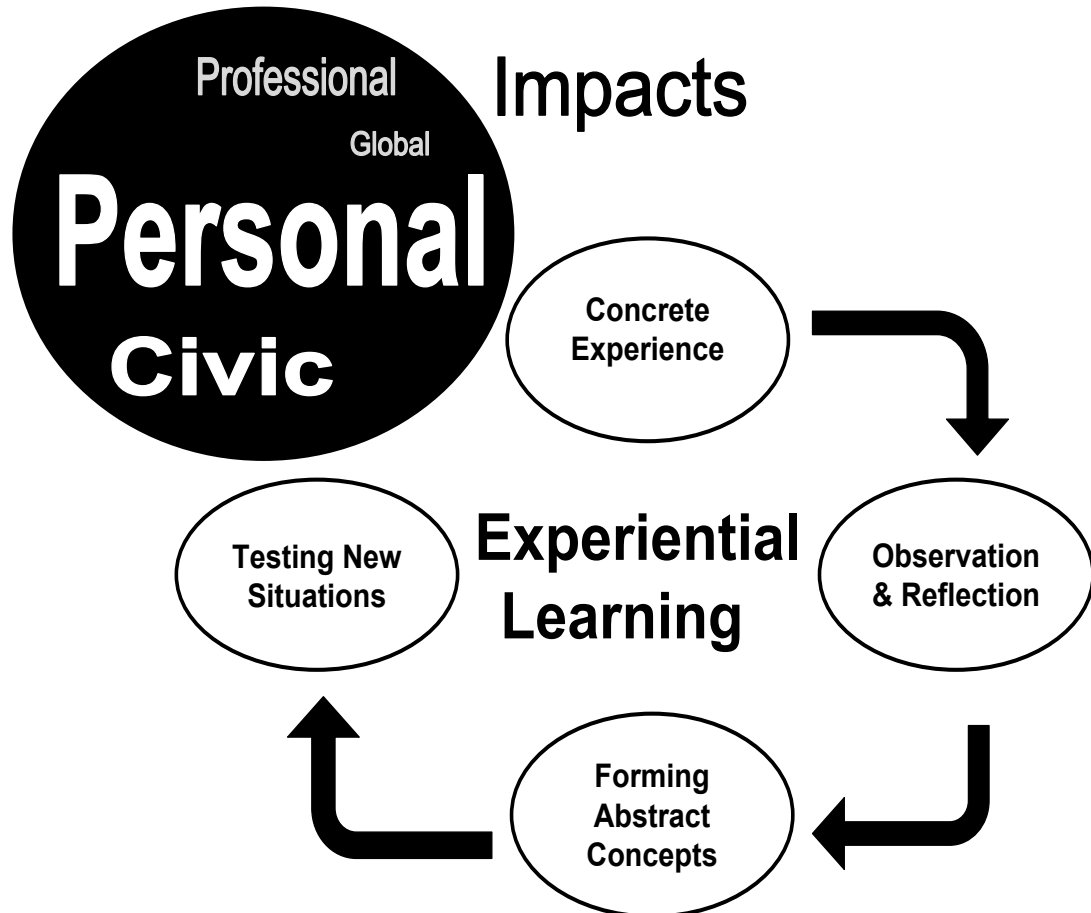 Professional
Global
Personal
Civic
Impacts
Concrete
Experience
Observation
& Reflection
Forming
Abstract
Concepts
Testing New
Situations
Experiential
Learning